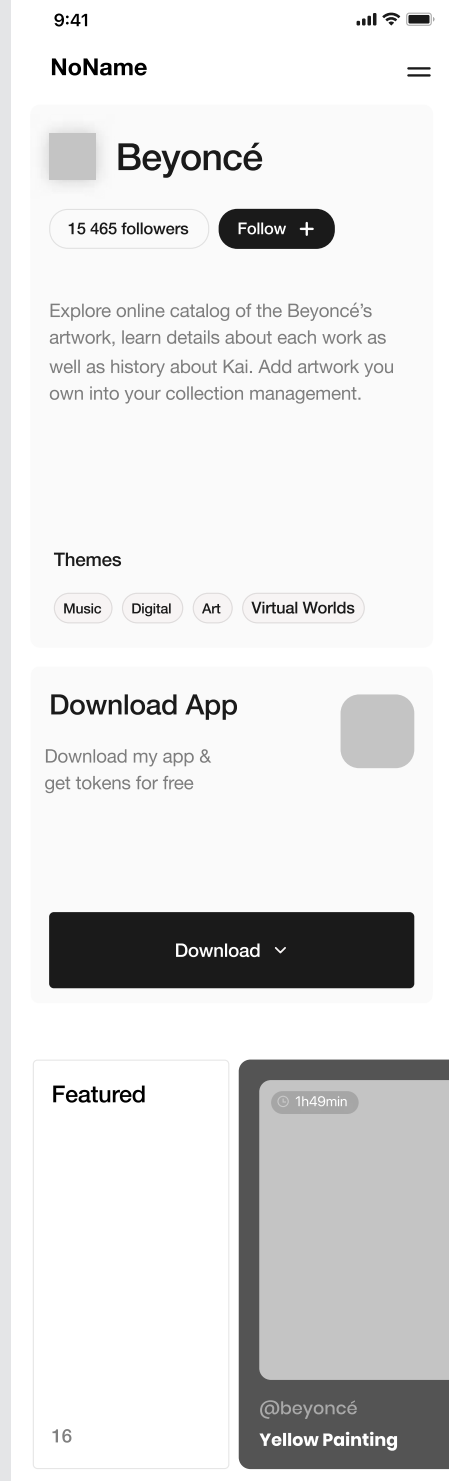 9:41
NoName
Beyoncé
15 465 followers
Follow +
Explore online catalog of the Beyoncé’s
artwork, learn details about each work as
well as history about Kai. Add artwork you
own into your collection management.
Themes
Music Digital Art Virtual Worlds
Download App
Download my app &
get tokens for free
Download
Featured
1h49min
16
@beyoncé
Yellow Painting